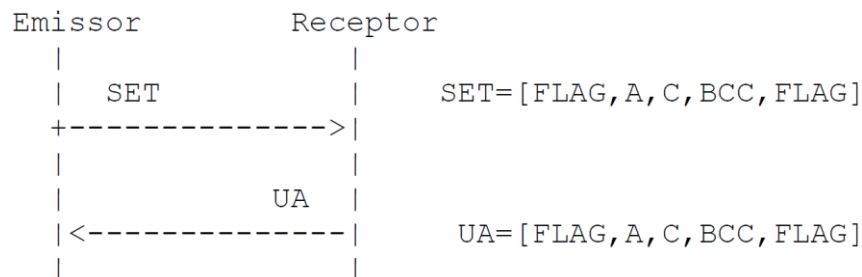 Emissor          Receptor
   |                 |
   |  SET            |     SET=[FLAG,A,C,BCC,FLAG]
   +---------------->|
   |                 |
   |            UA   |
   |<----------------|      UA=[FLAG,A,C,BCC,FLAG]
   |                 |